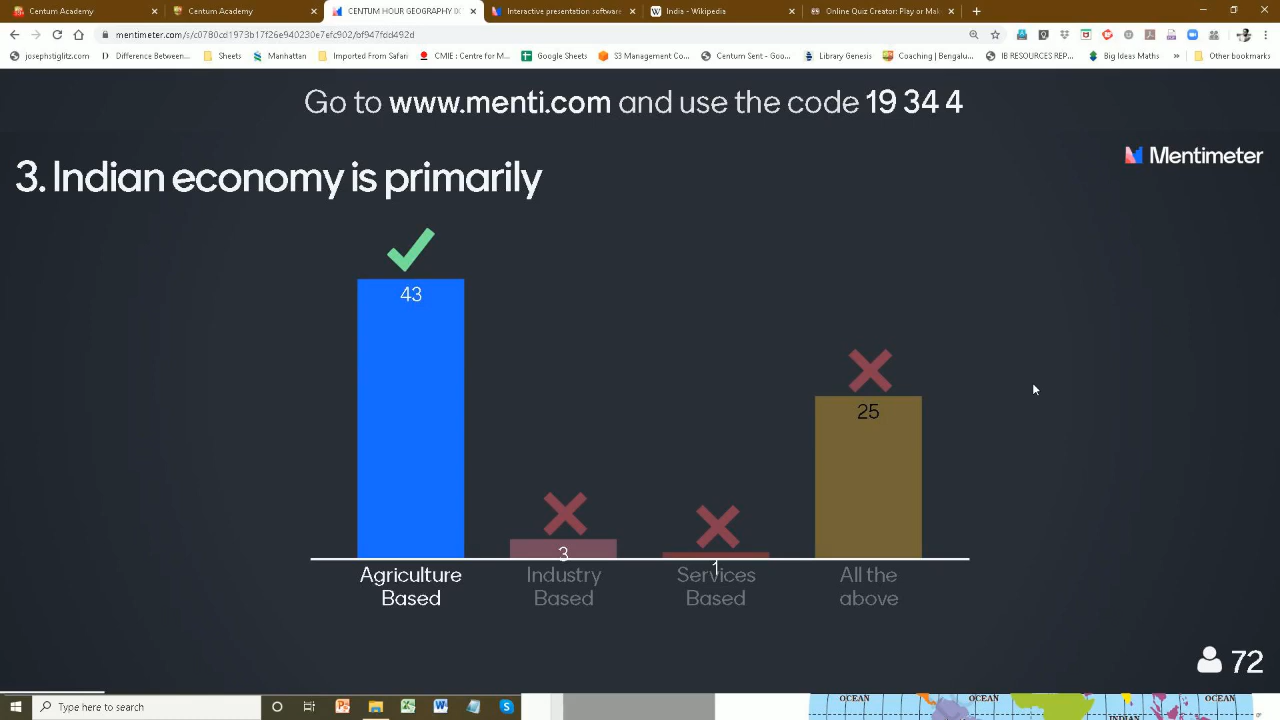 Centum Academy
Centum Academy
CENTUM HOUR GEOGRAPHY
Interactive presentation software
India - Wikipedia
Online Quiz Creator: Play or Mak
mentimeter.com/s/c0780cd1973b17f26e940230e7efc902/bf947fdd492d
josephstiglitz.com
Difference Between...
Sheets
Manhattan
Imported From Safari
CMIE : Centre for M...
Google Sheets
S3 Management Co...
Centum Sent - Goo...
Library Genesis
Coaching | Bengalu...
IB RESOURCES REP...
Big Ideas Maths
»
Other bookmarks
Go to www.menti.com and use the code 19 34 4
Mentimeter
3. Indian economy is primarily
43
3
1
25
Agriculture Based
Industry Based
Services Based
All the above
72
Type here to search
OCEAN
OCEAN
OCEAN
INDIAN